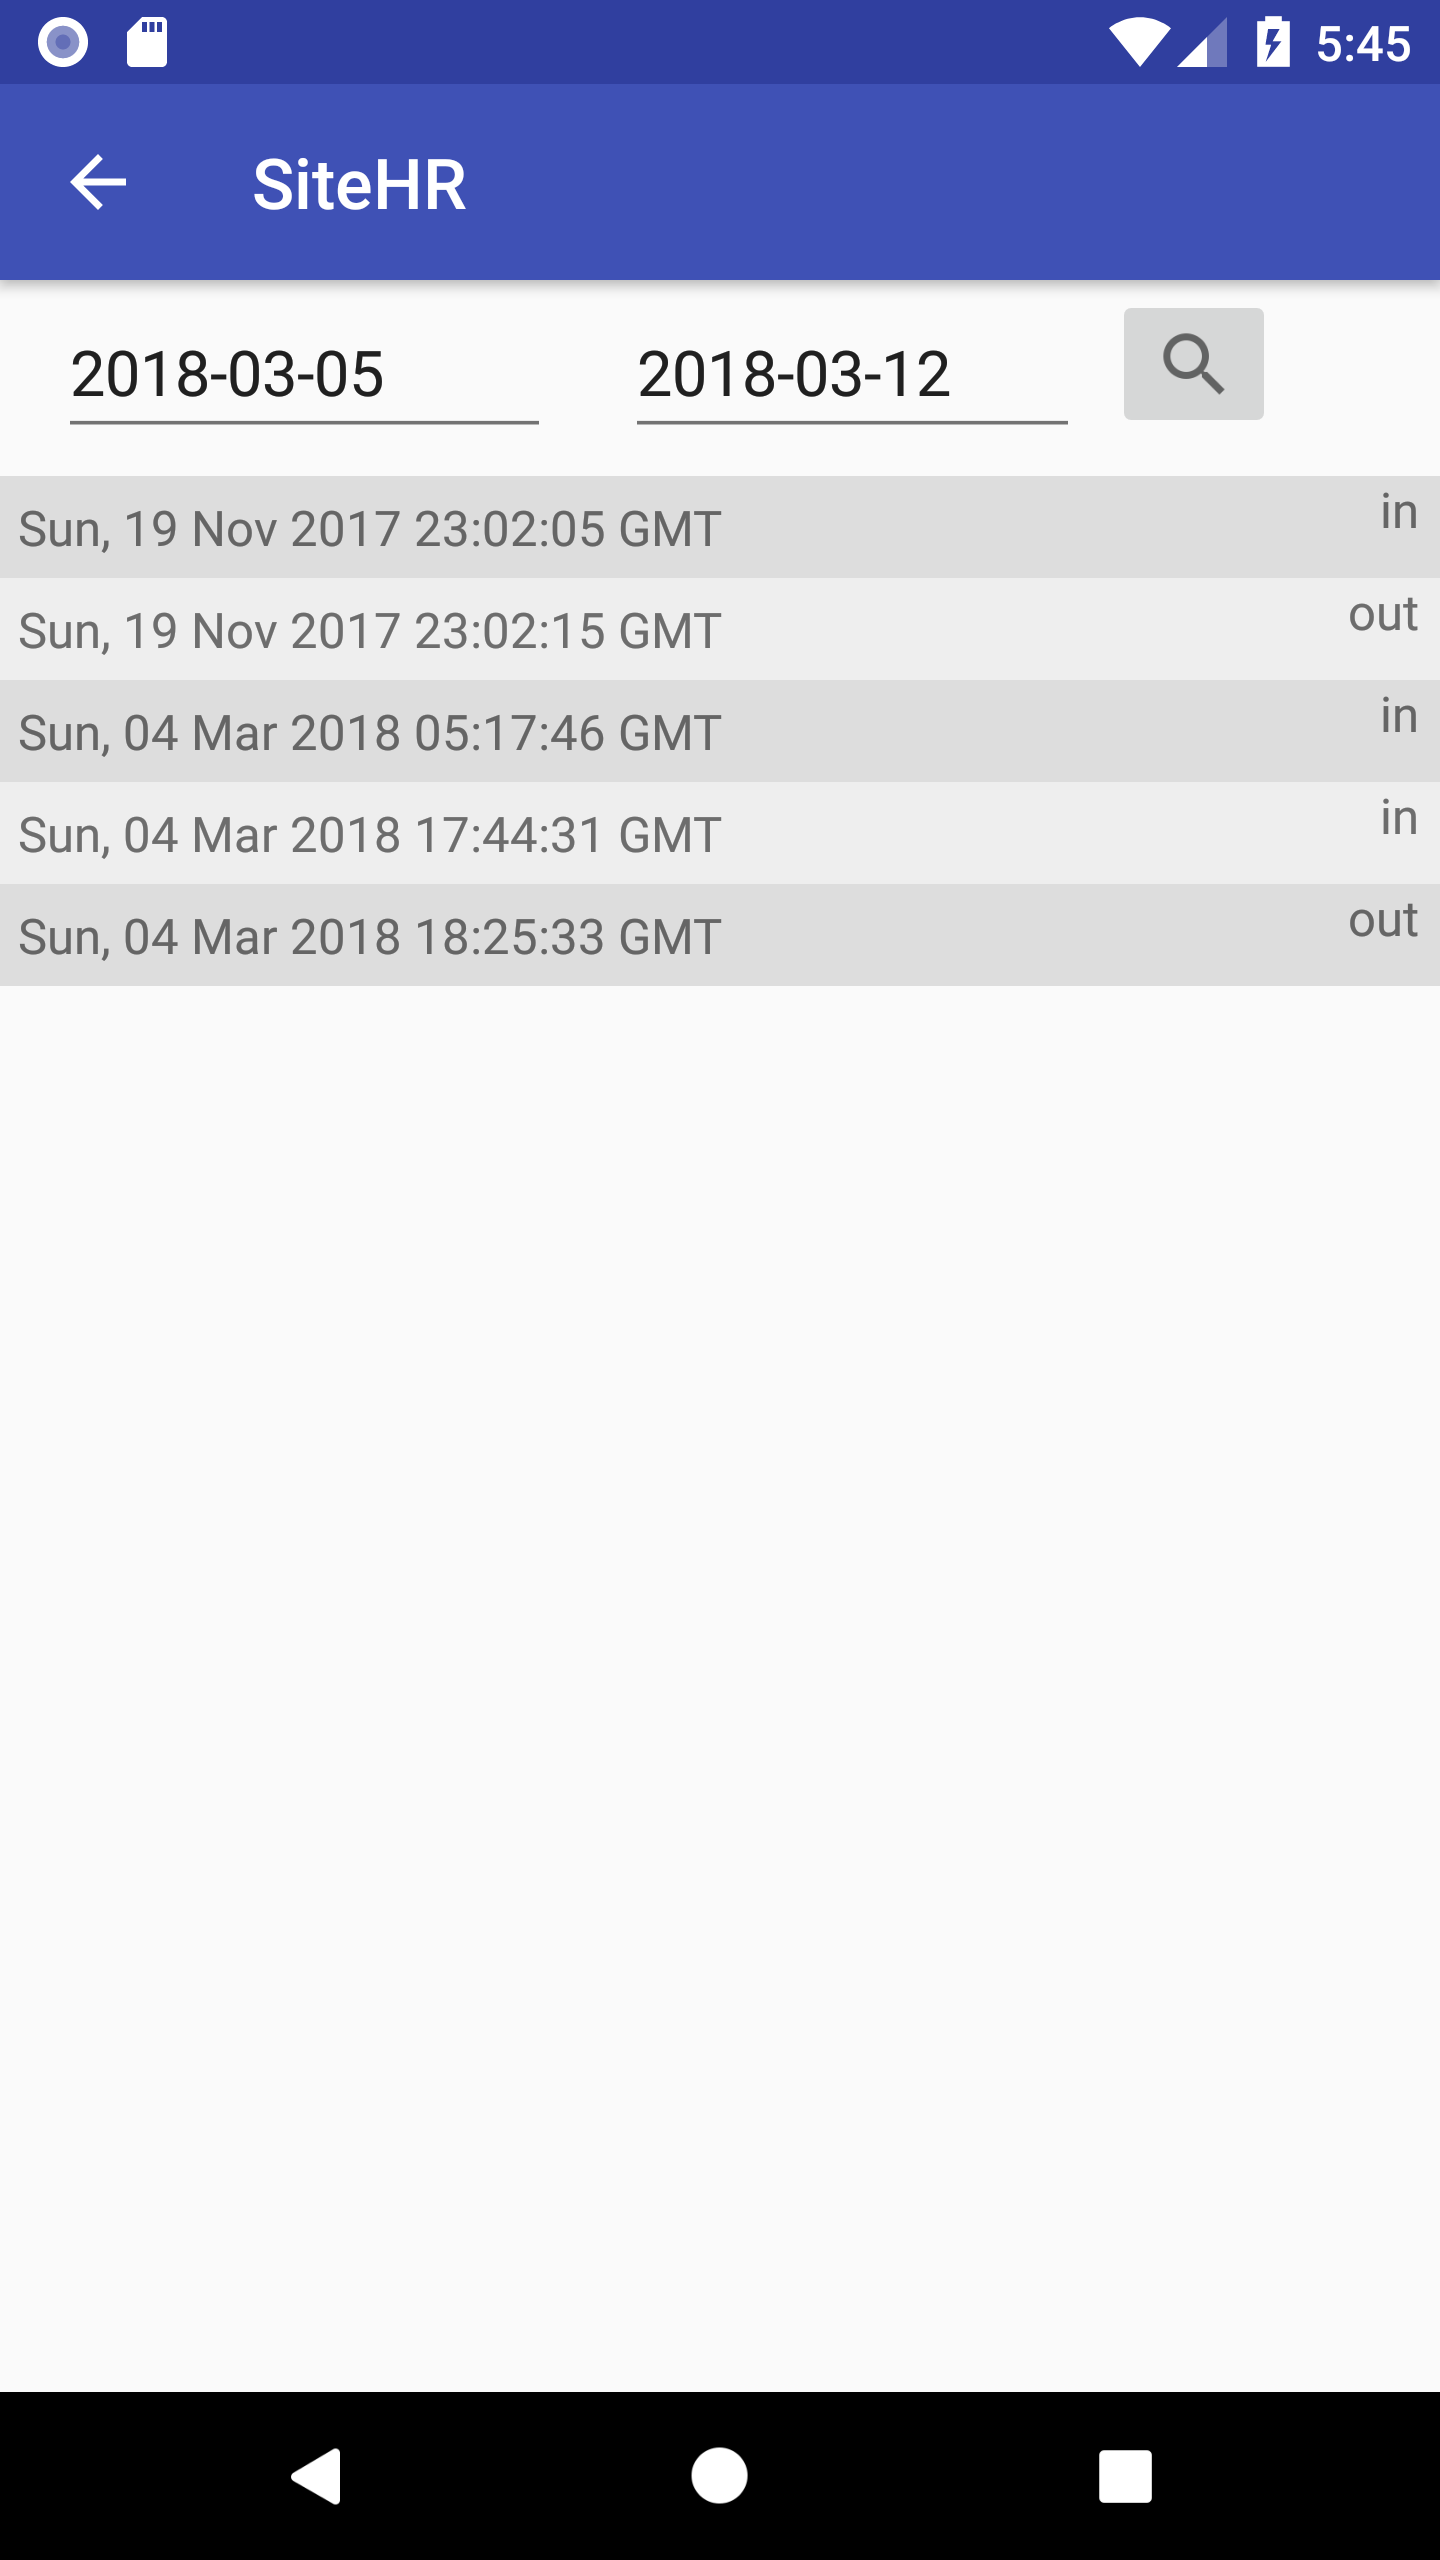 5:45
SiteHR
2018-03-05 2018-03-12
Sun, 19 Nov 2017 23:02:05 GMT in
Sun, 19 Nov 2017 23:02:15 GMT out
Sun, 04 Mar 2018 05:17:46 GMT in
Sun, 04 Mar 2018 17:44:31 GMT in
Sun, 04 Mar 2018 18:25:33 GMT out